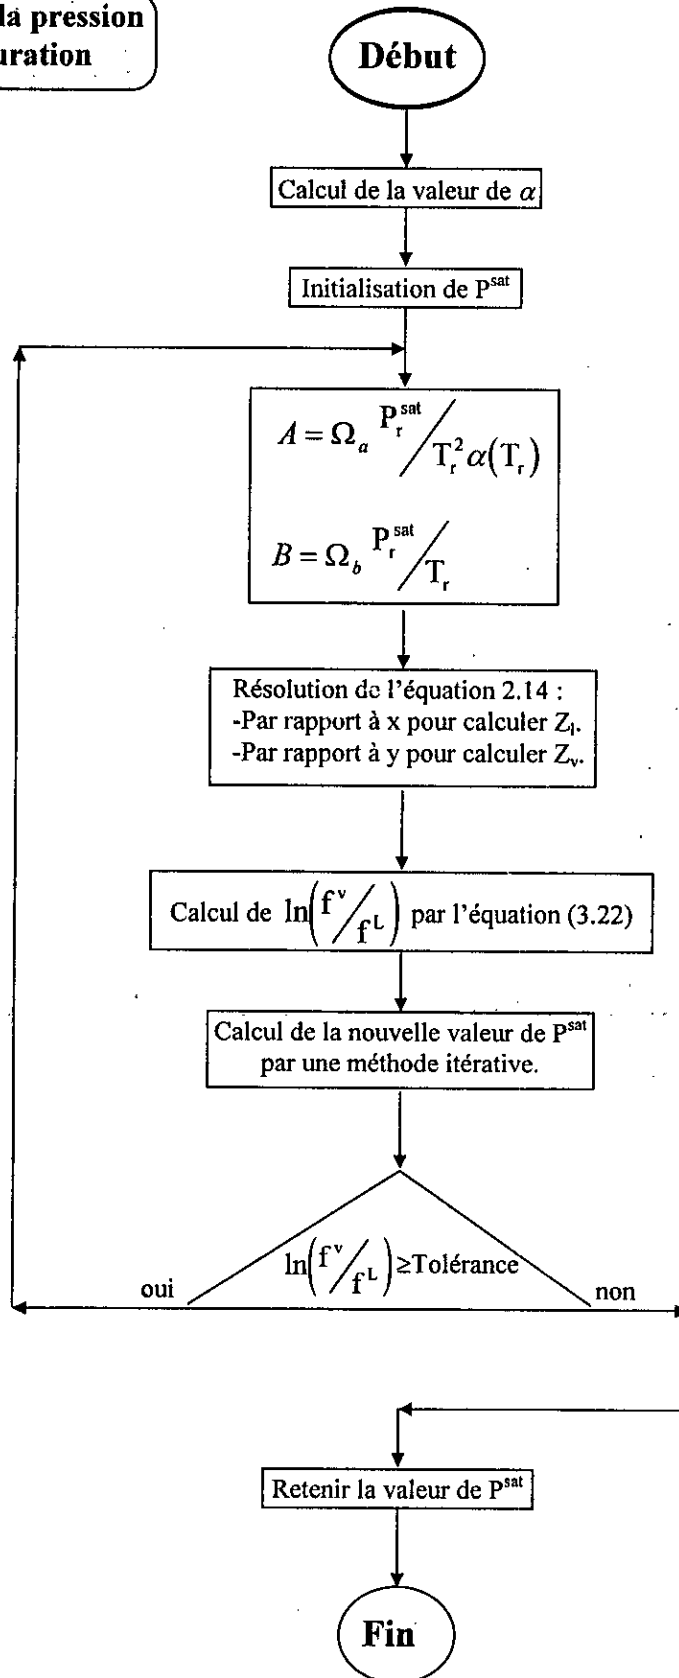 la pression
Début
Calcul de la valeur de α
Initialisation de P^sat
A = Ω_a P_r^sat / T_r^2 α(T_r)
B = Ω_b P_r^sat / T_r
Résolution de l'équation 2.14 :
-Par rapport à x pour calculer Z_l.
-Par rapport à y pour calculer Z_v.
Calcul de ln(f^v / f^L) par l'équation (3.22)
Calcul de la nouvelle valeur de P^sat
par une méthode itérative.
ln(f^v / f^L) ≥Tolérance
oui
non
Retenir la valeur de P^sat
Fin